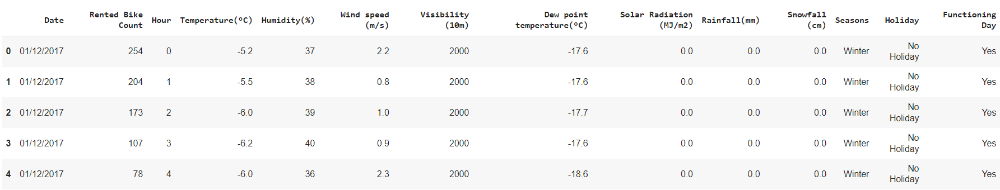 Date Rented Bike Count Hour Temperature(°C) Humidity(%) Wind speed (m/s) Visibility (10m) Dew point temperature(°C) Solar Radiation (MJ/m2) Rainfall(mm) Snowfall (cm) Seasons Holiday Functioning Day
0 01/12/2017 254 0 -5.2 37 2.2 2000 -17.6 0.0 0.0 0.0 Winter No Holiday Yes
1 01/12/2017 204 1 -5.5 38 0.8 2000 -17.6 0.0 0.0 0.0 Winter No Holiday Yes
2 01/12/2017 173 2 -6.0 39 1.0 2000 -17.7 0.0 0.0 0.0 Winter No Holiday Yes
3 01/12/2017 107 3 -6.2 40 0.9 2000 -17.6 0.0 0.0 0.0 Winter No Holiday Yes
4 01/12/2017 78 4 -6.0 36 2.3 2000 -18.6 0.0 0.0 0.0 Winter No Holiday Yes